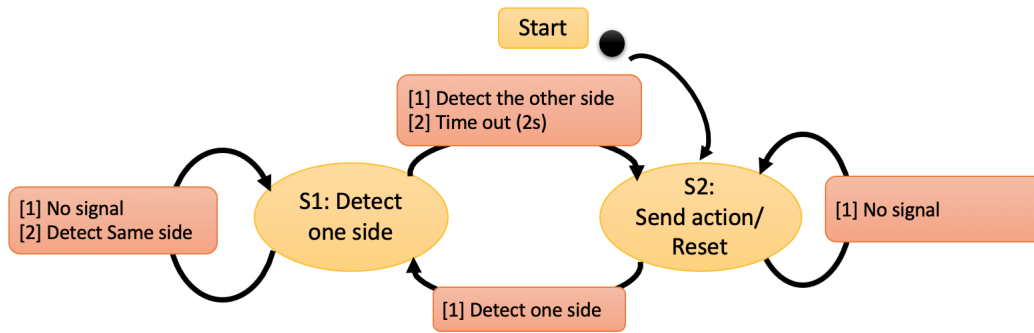 Start
[1] Detect the other side
[2] Time out (2s)
[1] No signal
[2] Detect Same side
S1: Detect
one side
S2:
Send action/
Reset
[1] No signal
[1] Detect one side